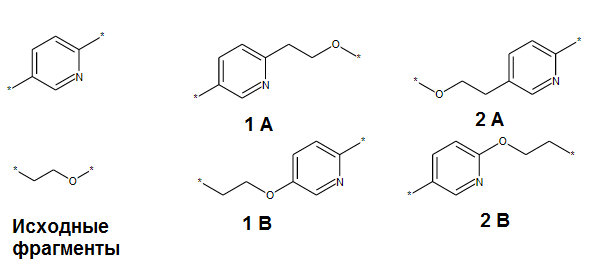 * N *
* N O *
* O N *
1 A
2 A
* O *
* O N *
* N O *
Исходные
фрагменты
1 B
2 B